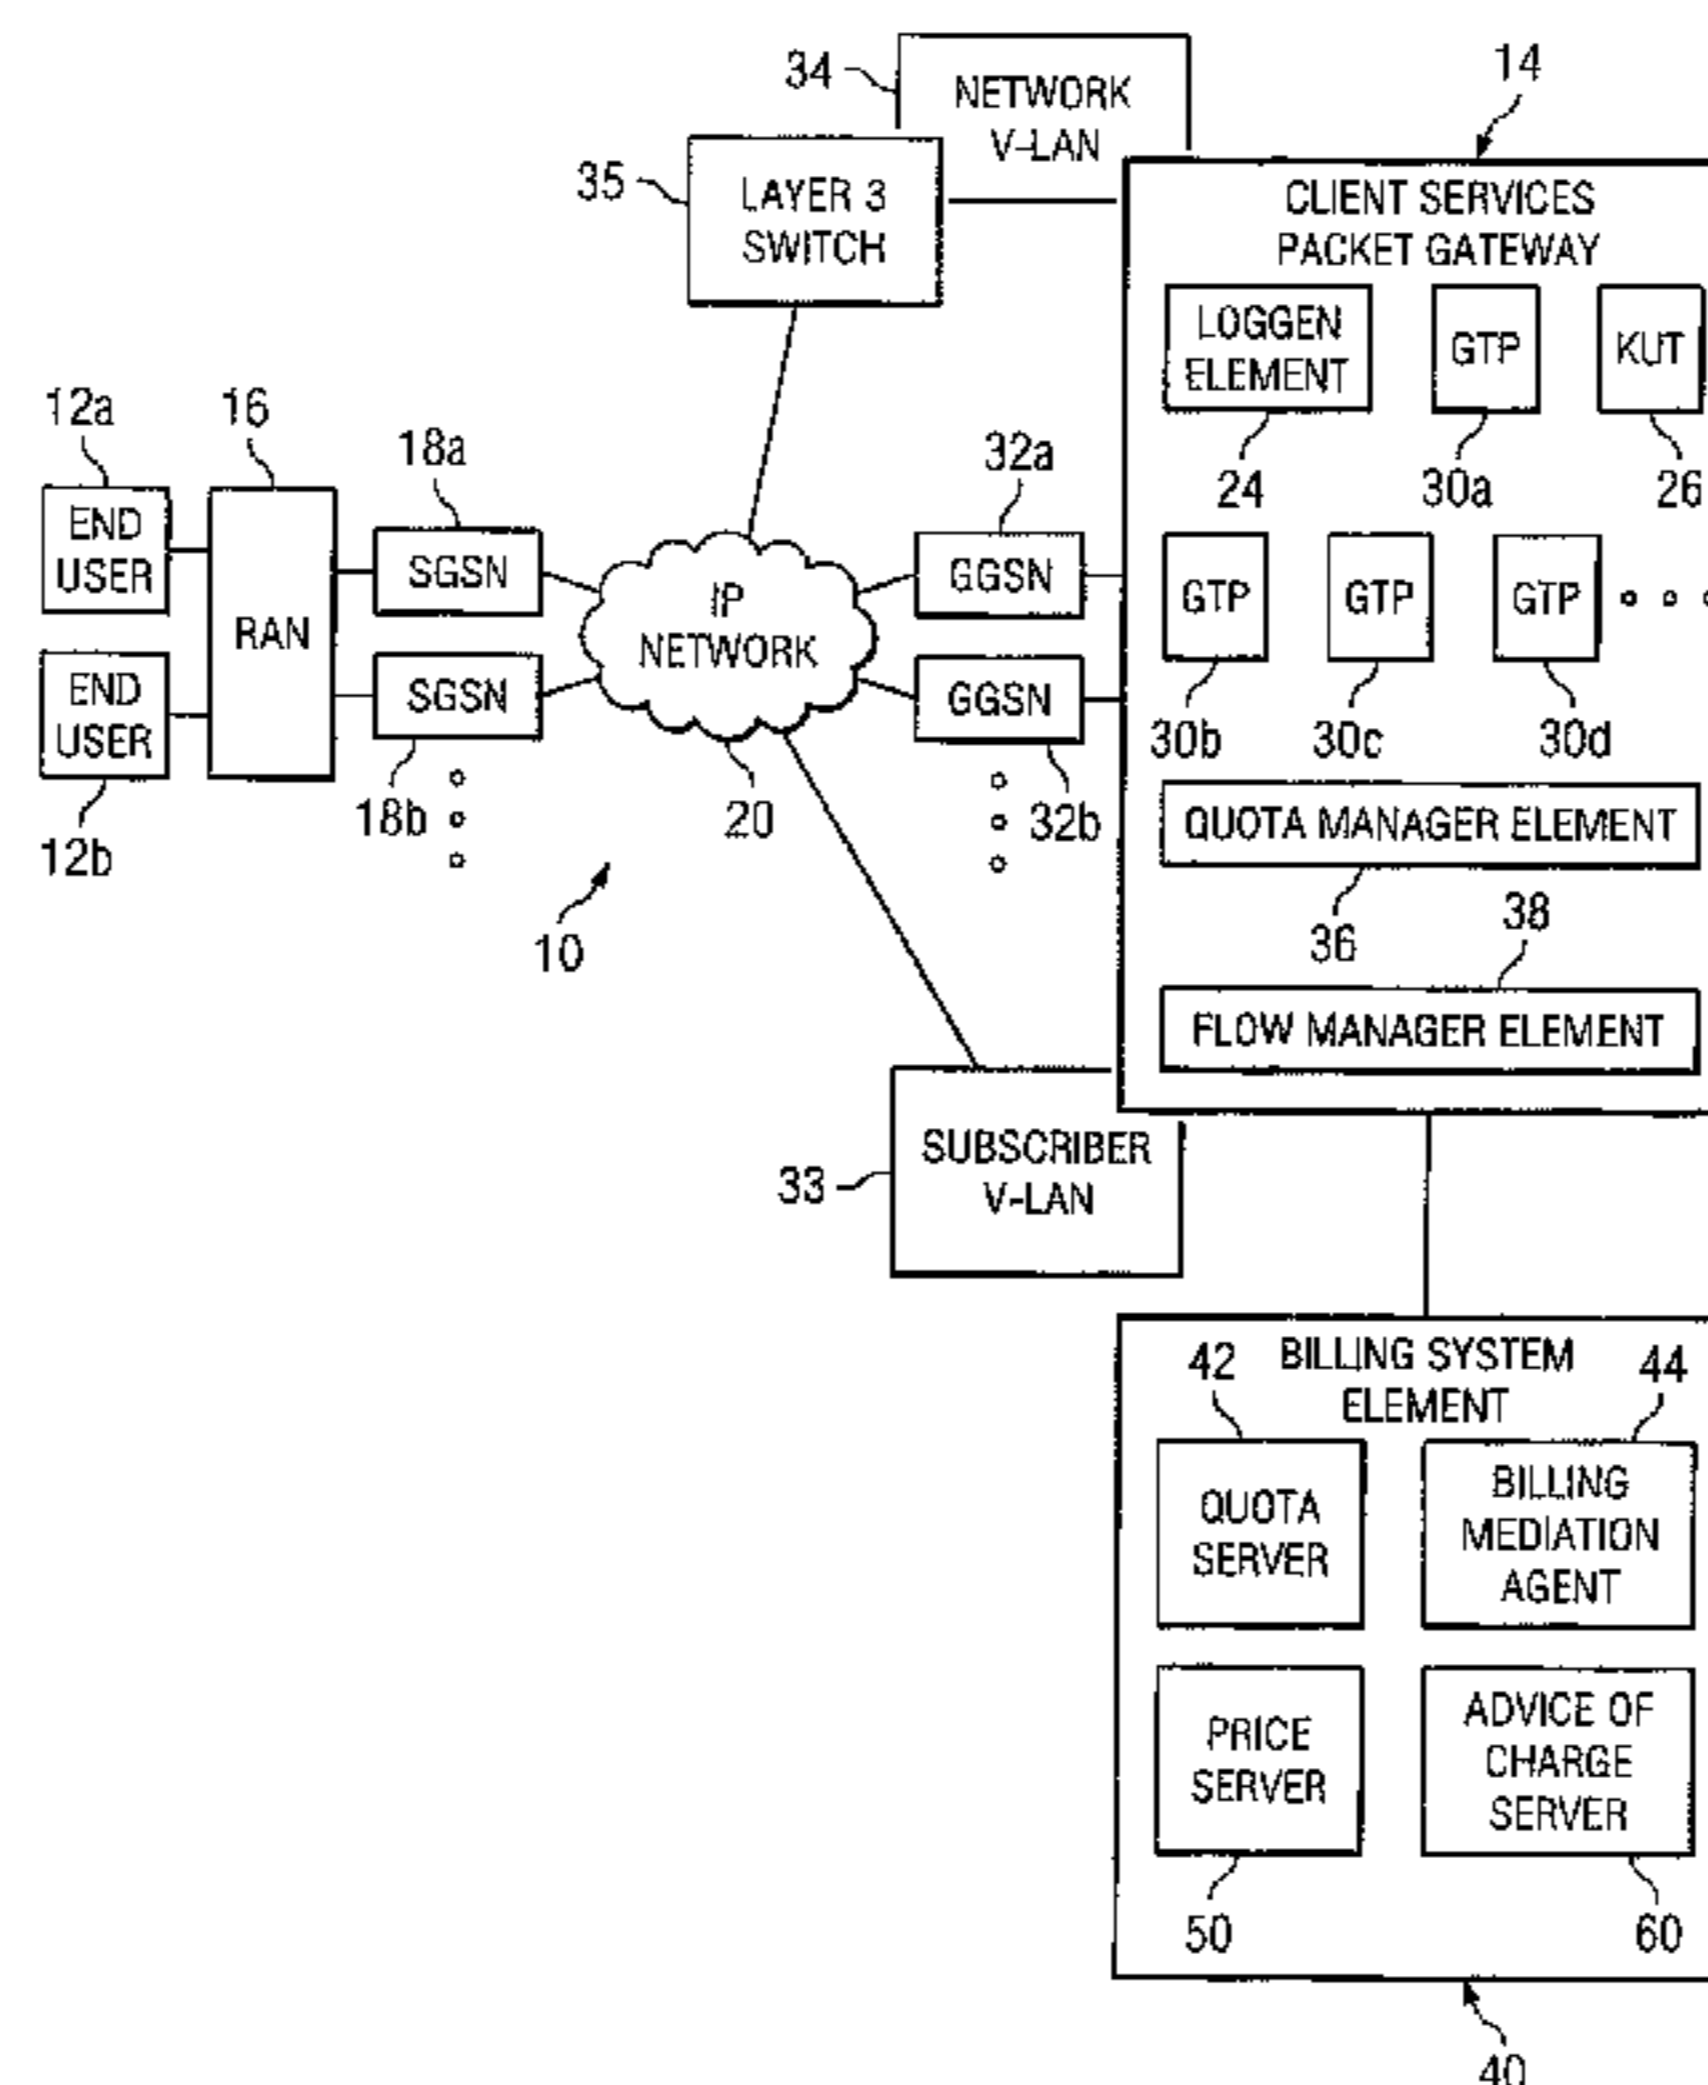 34
NETWORK
V-LAN
14
35
LAYER 3
SWITCH
CLIENT SERVICES
PACKET GATEWAY
LOGGEN
ELEMENT
GTP
KUT
24
30a
26
12a
16
18a
32a
END
USER
RAN
SGSN
IP
NETWORK
GGSN
GTP
GTP
GTP
END
USER
SGSN
GGSN
30b
30c
30d
12b
18b
20
32b
QUOTA MANAGER ELEMENT
10
36
38
FLOW MANAGER ELEMENT
33
SUBSCRIBER
V-LAN
42
BILLING SYSTEM
ELEMENT
44
QUOTA
SERVER
BILLING
MEDIATION
AGENT
PRICE
SERVER
ADVICE OF
CHARGE
SERVER
50
60
40